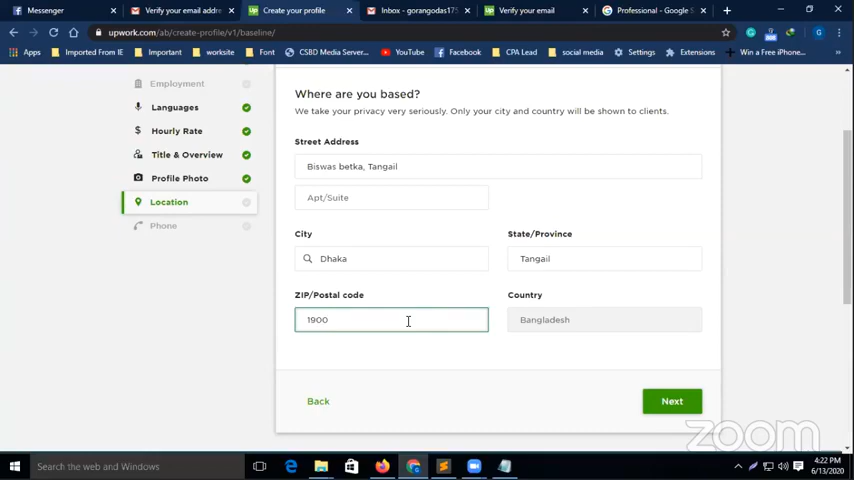 Messenger
Verify your email addre
Create your profile
Inbox - gorangodas175
Verify your email
Professional - Google S
upwork.com/ab/create-profile/v1/baseline/
Apps
Imported From IE
Important
worksite
Font
CSBD Media Server...
YouTube
Facebook
CPA Lead
social media
Settings
Extensions
Win a Free iPhone...
Employment
Languages
Hourly Rate
Title & Overview
Profile Photo
Location
Phone
Where are you based?
We take your privacy very seriously. Only your city and country will be shown to clients.
Street Address
Biswas betka, Tangail
Apt/Suite
City
State/Province
Dhaka
Tangail
ZIP/Postal code
Country
1900
Bangladesh
Back
Next
zoom
Search the web and Windows
4:22 PM
6/13/2020